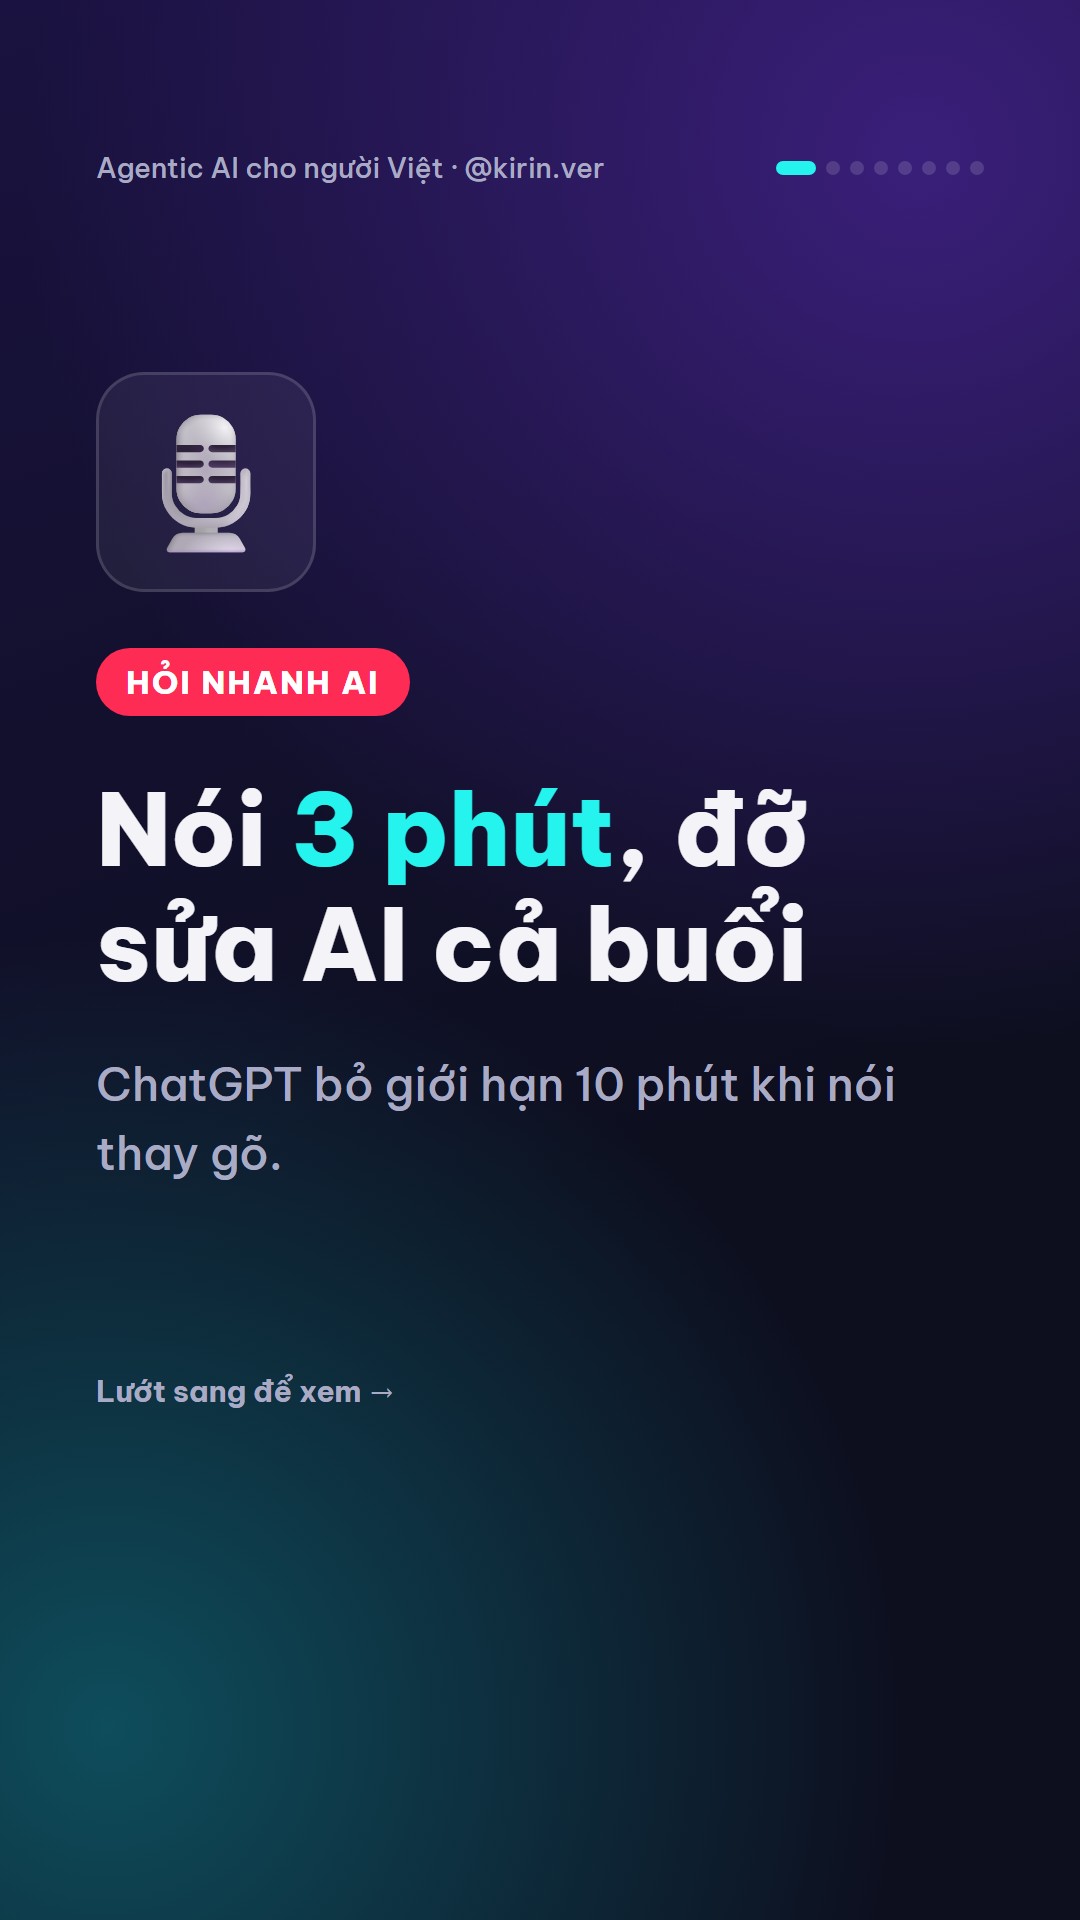 Agentic AI cho người Việt · @kirin.ver
HỎI NHANH AI
Nói 3 phút, đỡ
sửa AI cả buổi
ChatGPT bỏ giới hạn 10 phút khi nói
thay gõ.
Lướt sang để xem →